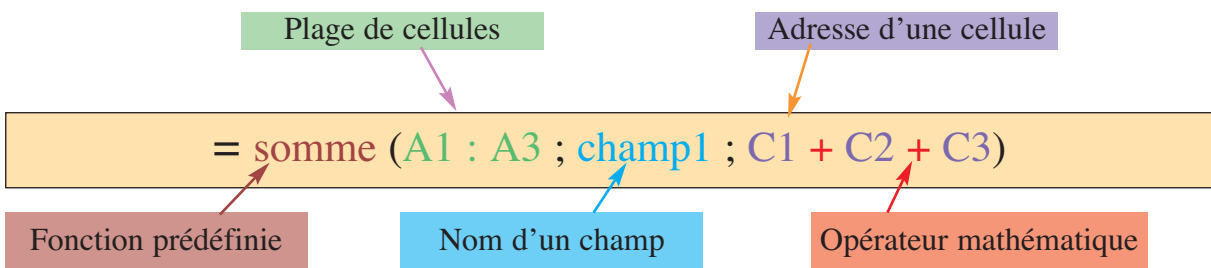 Plage de cellules
Adresse d’une cellule
= somme (A1 : A3 ; champ1 ; C1 + C2 + C3)
Fonction prédéfinie
Nom d’un champ
Opérateur mathématique